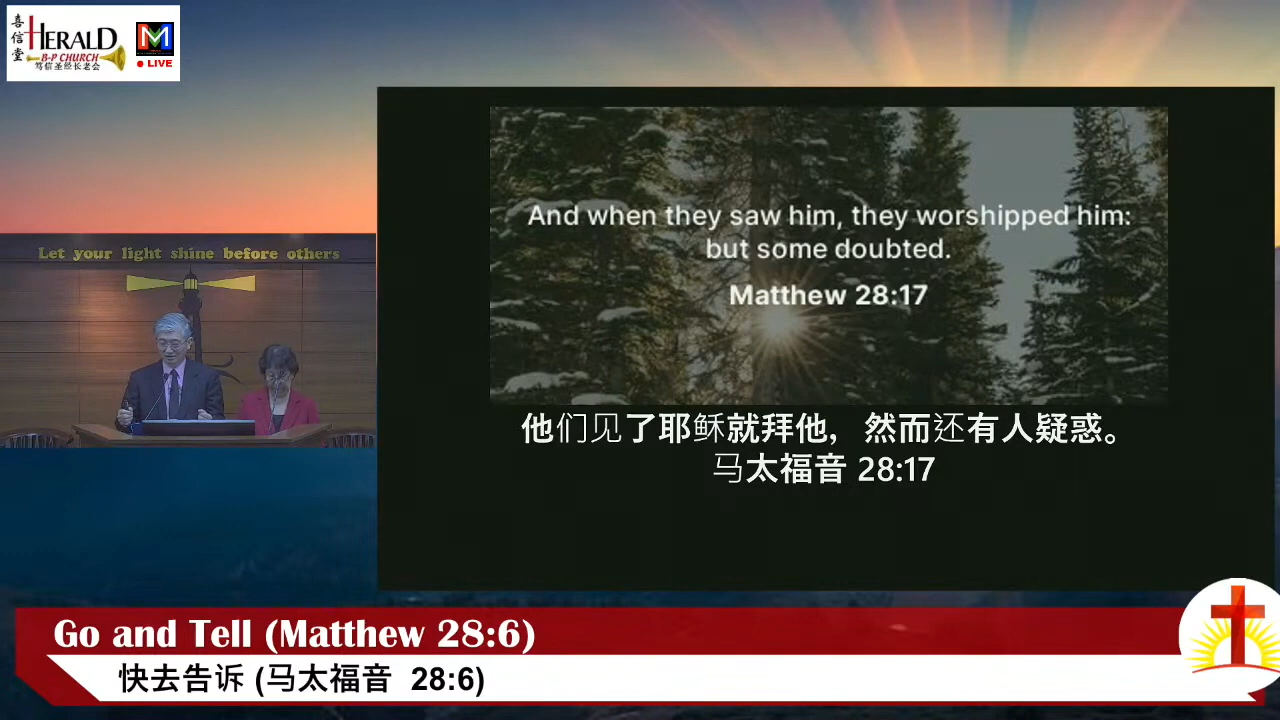 喜信堂
HERALD
B-P CHURCH
笃信圣经长老会
M
LIVE
Let your light shine before others
And when they saw him, they worshipped him:
but some doubted.
Matthew 28:17
他们见了耶稣就拜他，然而还有人疑惑。
马太福音 28:17
Go and Tell (Matthew 28:6)
快去告诉 (马太福音 28:6)